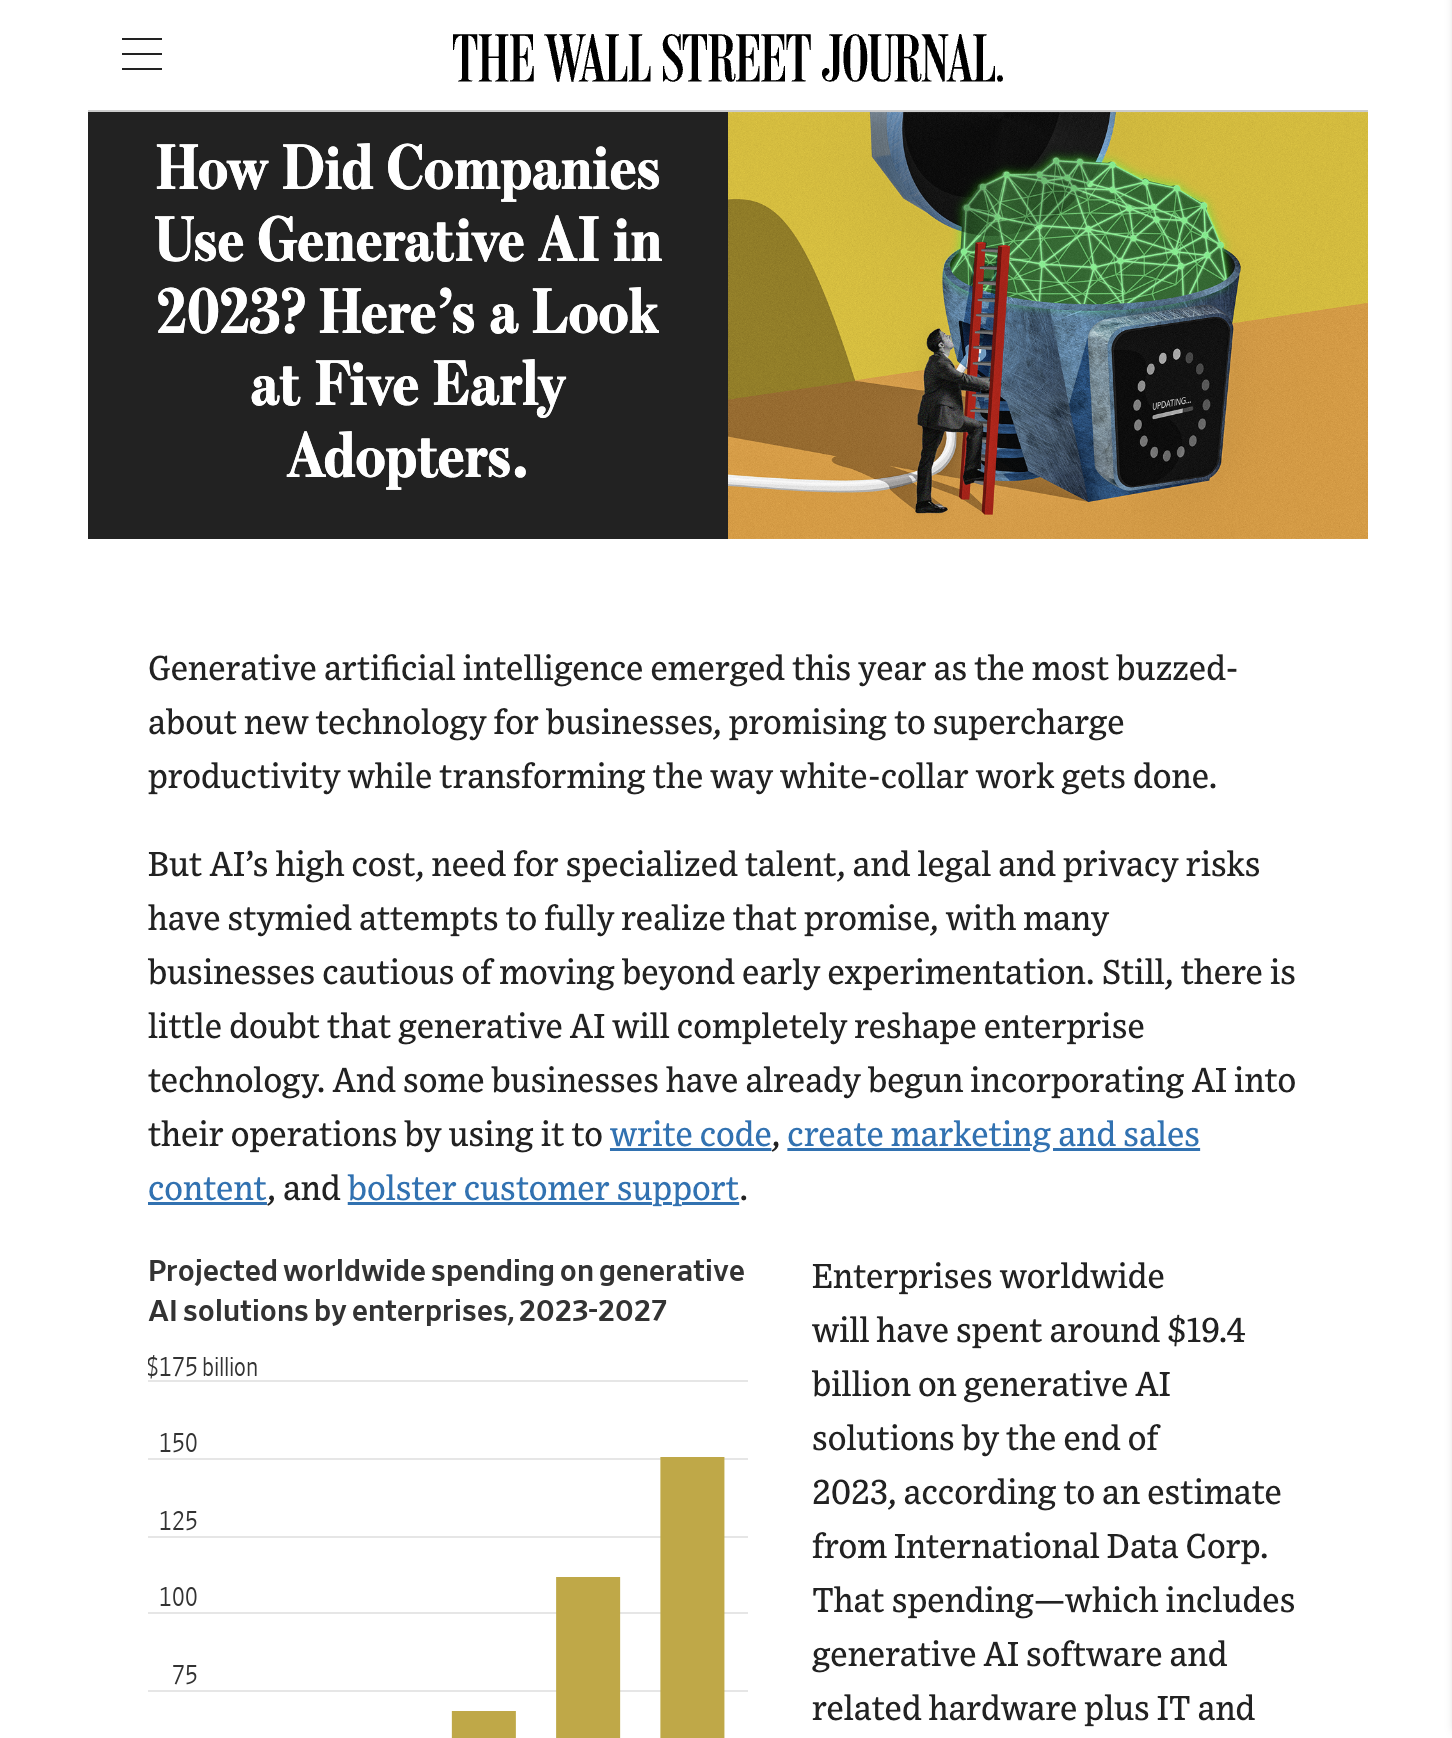 THE WALL STREET JOURNAL.
How Did Companies
Use Generative AI in
2023? Here’s a Look
at Five Early
Adopters.
UPDATING...
Generative artificial intelligence emerged this year as the most buzzed-
about new technology for businesses, promising to supercharge
productivity while transforming the way white-collar work gets done.
But AI’s high cost, need for specialized talent, and legal and privacy risks
have stymied attempts to fully realize that promise, with many
businesses cautious of moving beyond early experimentation. Still, there is
little doubt that generative AI will completely reshape enterprise
technology. And some businesses have already begun incorporating AI into
their operations by using it to write code, create marketing and sales
content, and bolster customer support.
Projected worldwide spending on generative
AI solutions by enterprises, 2023-2027
$175 billion
150
125
100
75
Enterprises worldwide
will have spent around $19.4
billion on generative AI
solutions by the end of
2023, according to an estimate
from International Data Corp.
That spending—which includes
generative AI software and
related hardware plus IT and